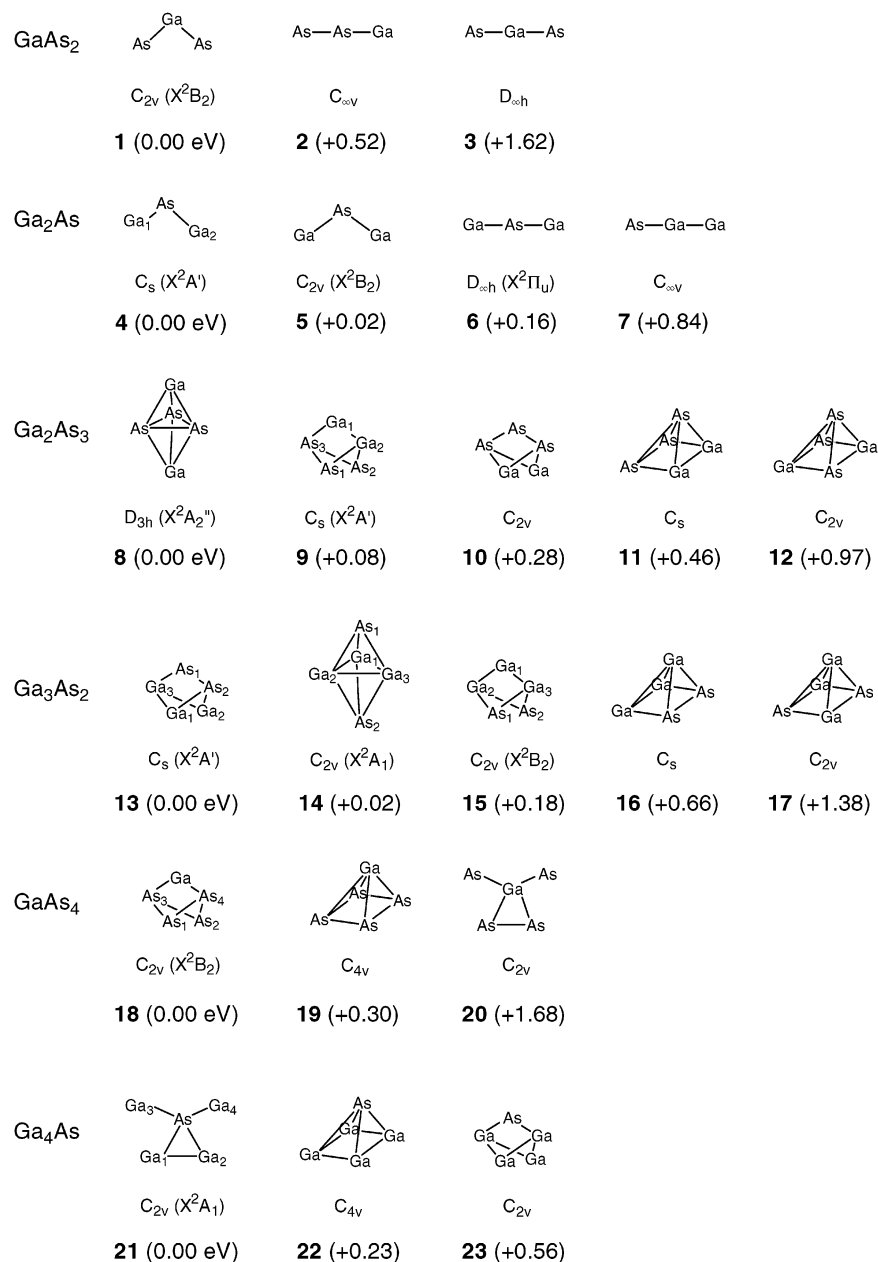 GaAs₂
Ga
As As
As As Ga
As Ga As
C₂ᵥ (X²B₂) C∞ᵥ D∞ₕ
1 (0.00 eV) 2 (+0.52) 3 (+1.62)
Ga₂As
As
Ga₁ Ga₂
As
Ga Ga
Ga As Ga
As Ga Ga
Cₛ (X²A') C₂ᵥ (X²B₂) D∞ₕ (X²Πᵤ) C∞ᵥ
4 (0.00 eV) 5 (+0.02) 6 (+0.16) 7 (+0.84)
Ga₂As₃
Ga
As
As As
Ga
Ga₁
As₃ Ga₂
As₁ As₂
As
As As
Ga Ga
As
As Ga
As Ga
As
As Ga
Ga As
D₃ₕ (X²A₂") Cₛ (X²A') C₂ᵥ Cₛ C₂ᵥ
8 (0.00 eV) 9 (+0.08) 10 (+0.28) 11 (+0.46) 12 (+0.97)
Ga₃As₂
As₁
Ga₃ As₂
Ga₁ Ga₂
As₁
Ga₁
Ga₂ Ga₃
As₂
Ga₁
Ga₂ Ga₃
As₁ As₂
Ga
Ga As
Ga As
Ga
Ga As
As Ga
Cₛ (X²A') C₂ᵥ (X²A₁) C₂ᵥ (X²B₂) Cₛ C₂ᵥ
13 (0.00 eV) 14 (+0.02) 15 (+0.18) 16 (+0.66) 17 (+1.38)
GaAs₄
Ga
As₃ As₄
As₁ As₂
Ga
As As
As As
As As
Ga
As As
C₂ᵥ (X²B₂) C₄ᵥ C₂ᵥ
18 (0.00 eV) 19 (+0.30) 20 (+1.68)
Ga₄As
Ga₃ Ga₄
As
Ga₁ Ga₂
As
Ga Ga
Ga Ga
As
Ga Ga
Ga Ga
C₂ᵥ (X²A₁) C₄ᵥ C₂ᵥ
21 (0.00 eV) 22 (+0.23) 23 (+0.56)